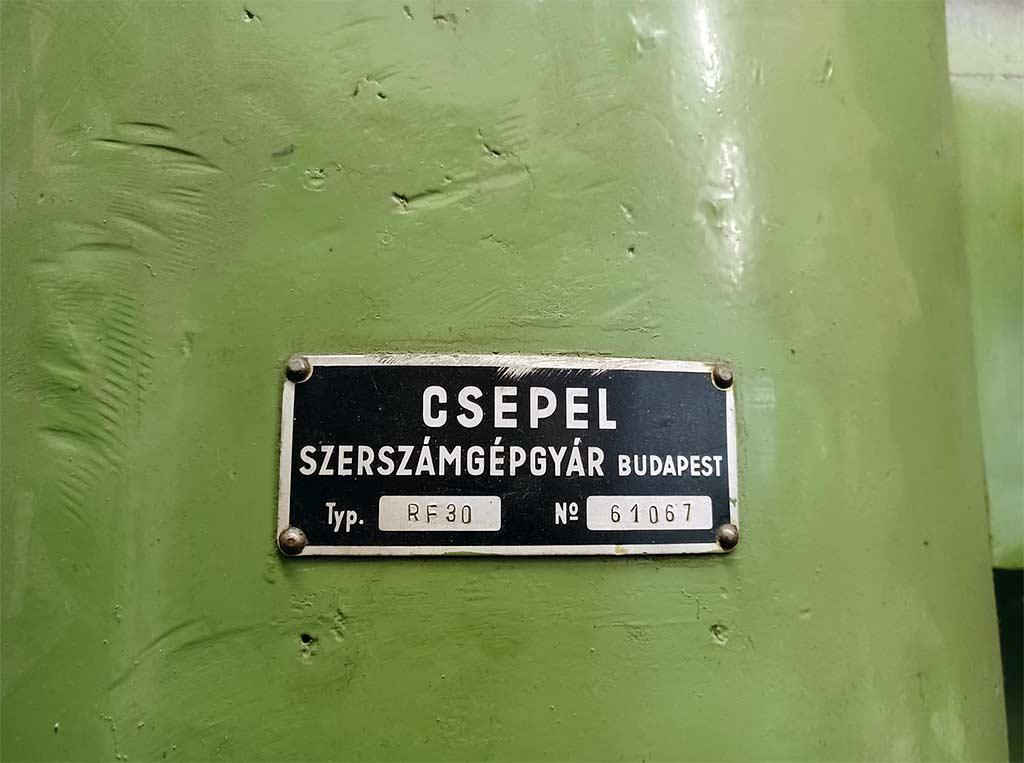 CSEPEL
SZERSZÁMGÉPGYÁR BUDAPEST
Typ. RF30 Nº 61067